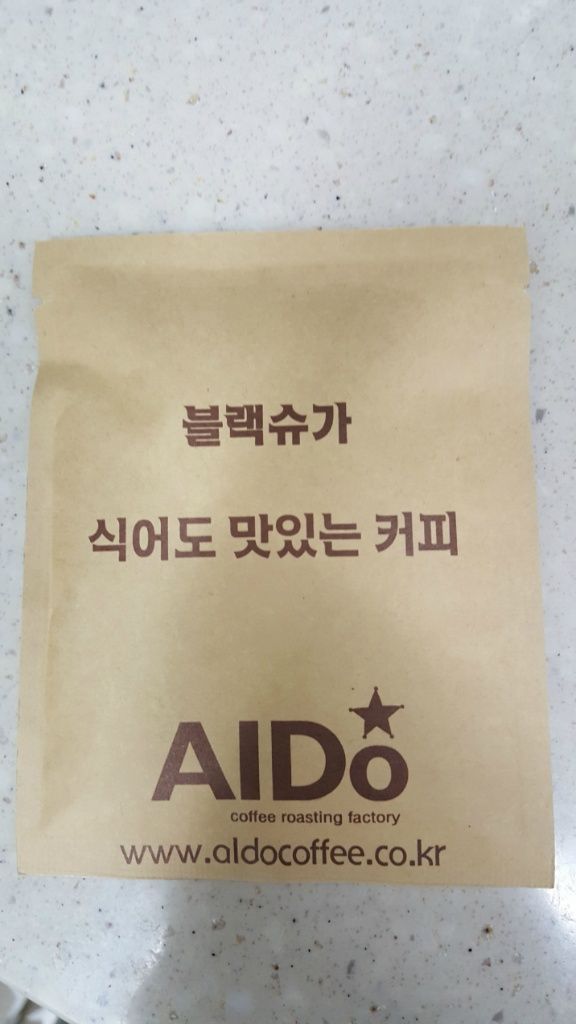 블랙슈가
식어도 맛있는 커피
AlDo
coffee roasting factory
www.aldocoffee.co.kr